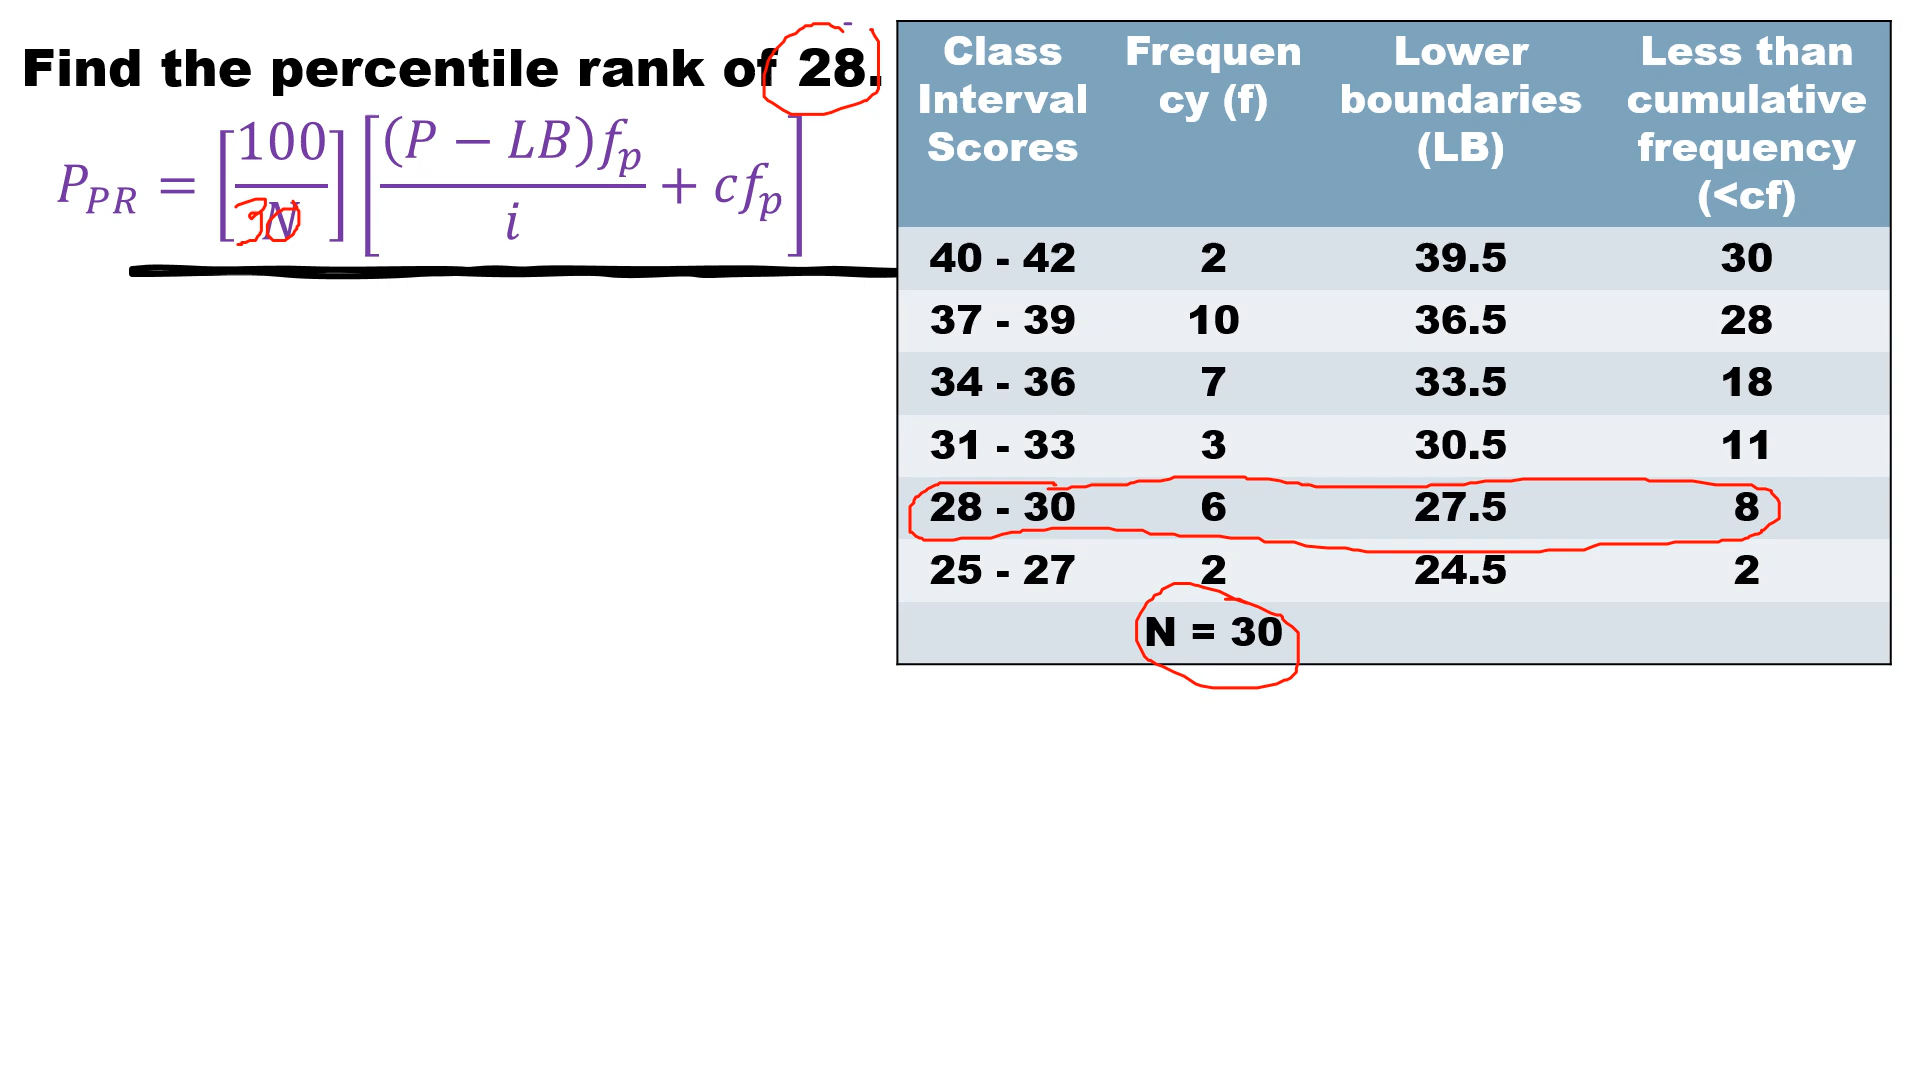 Find the percentile rank of 28.
P_PR = [100/N] [(P − LB)f_p/i + cf_p]
30
Class Interval Scores	Frequen cy (f)	Lower boundaries (LB)	Less than cumulative frequency (<cf)
40 - 42	2	39.5	30
37 - 39	10	36.5	28
34 - 36	7	33.5	18
31 - 33	3	30.5	11
28 - 30	6	27.5	8
25 - 27	2	24.5	2
N = 30